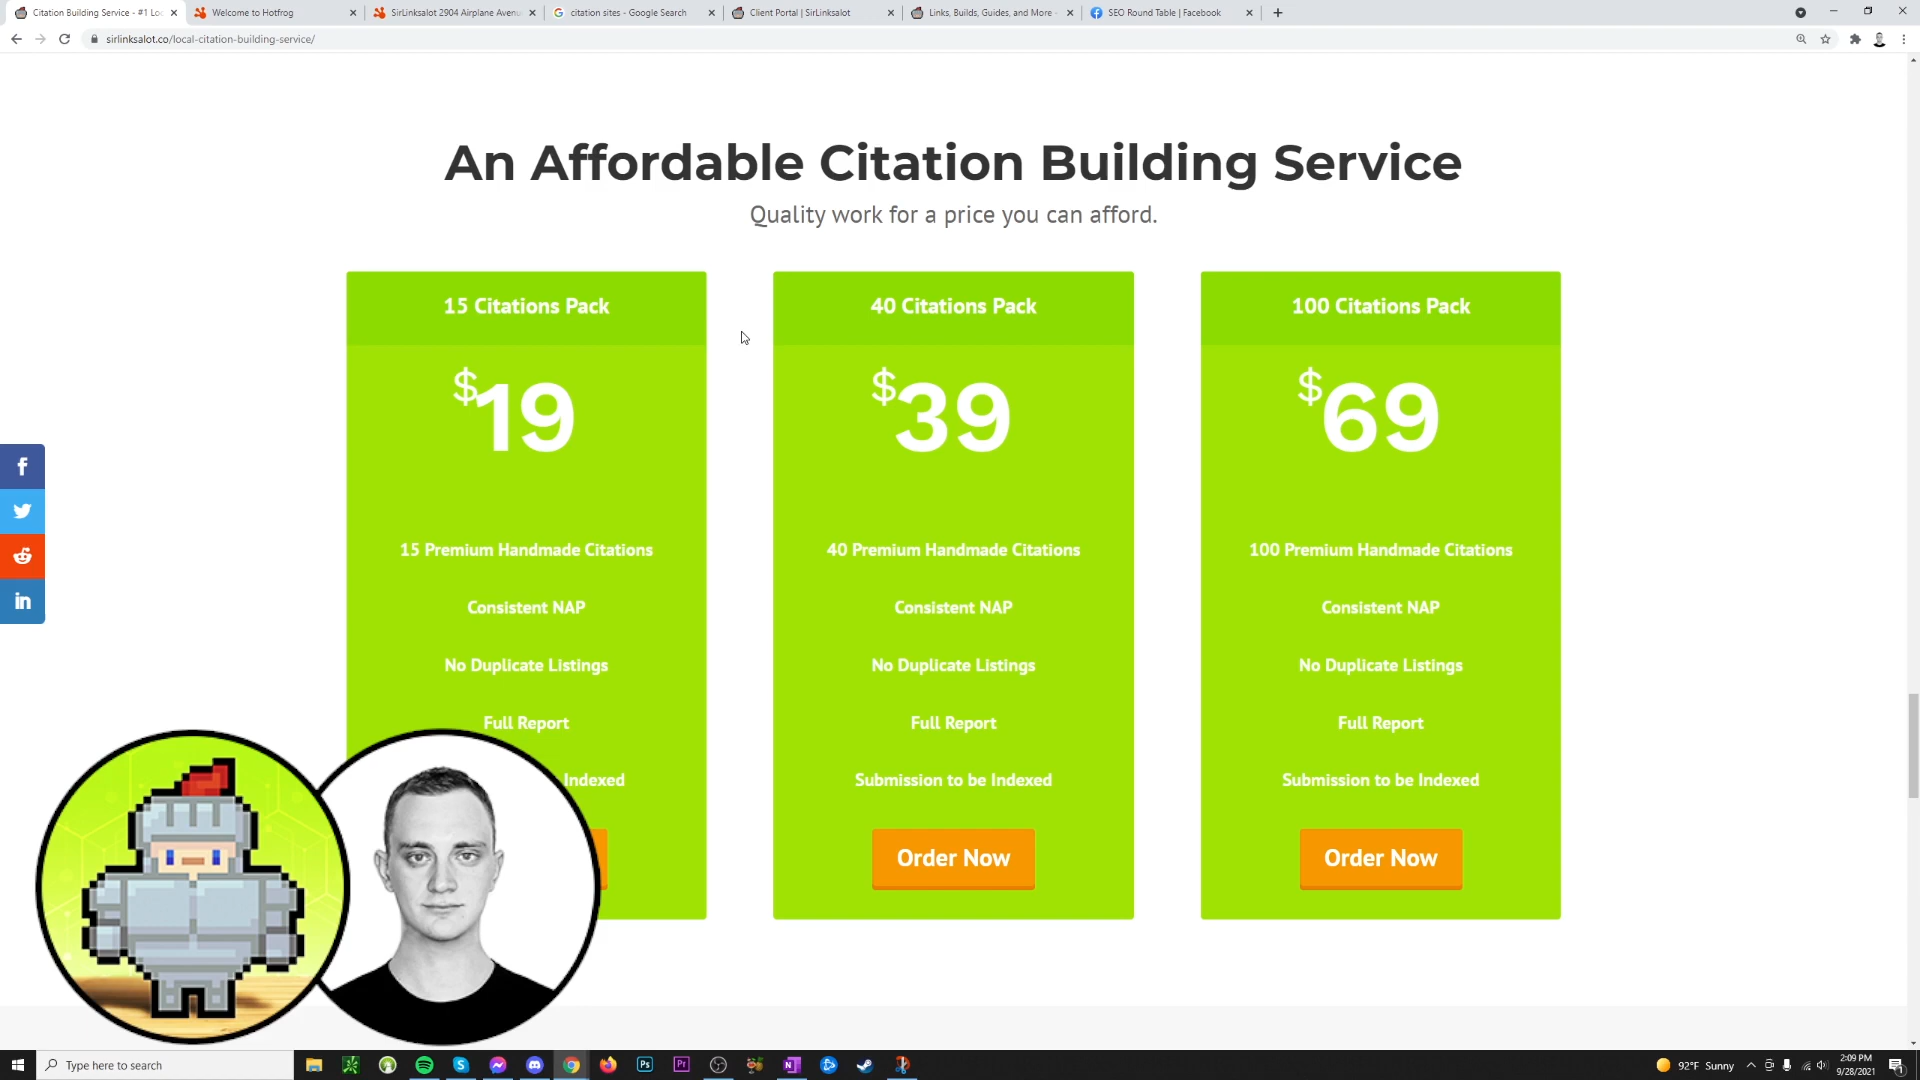 Citation Building Service - #1 Loc
Welcome to Hotfrog
SirLinksalot 2904 Airplane Avenu
citation sites - Google Search
Client Portal | SirLinksalot
Links, Builds, Guides, and More -
SEO Round Table | Facebook
sirlinksalot.co/local-citation-building-service/
An Affordable Citation Building Service
Quality work for a price you can afford.
15 Citations Pack
$19
15 Premium Handmade Citations
Consistent NAP
No Duplicate Listings
Full Report
Indexed
40 Citations Pack
$39
40 Premium Handmade Citations
Consistent NAP
No Duplicate Listings
Full Report
Submission to be Indexed
Order Now
100 Citations Pack
$69
100 Premium Handmade Citations
Consistent NAP
No Duplicate Listings
Full Report
Submission to be Indexed
Order Now
f
in
Type here to search
Ps
Pr
N
92°F Sunny
2:09 PM
9/28/2021
1